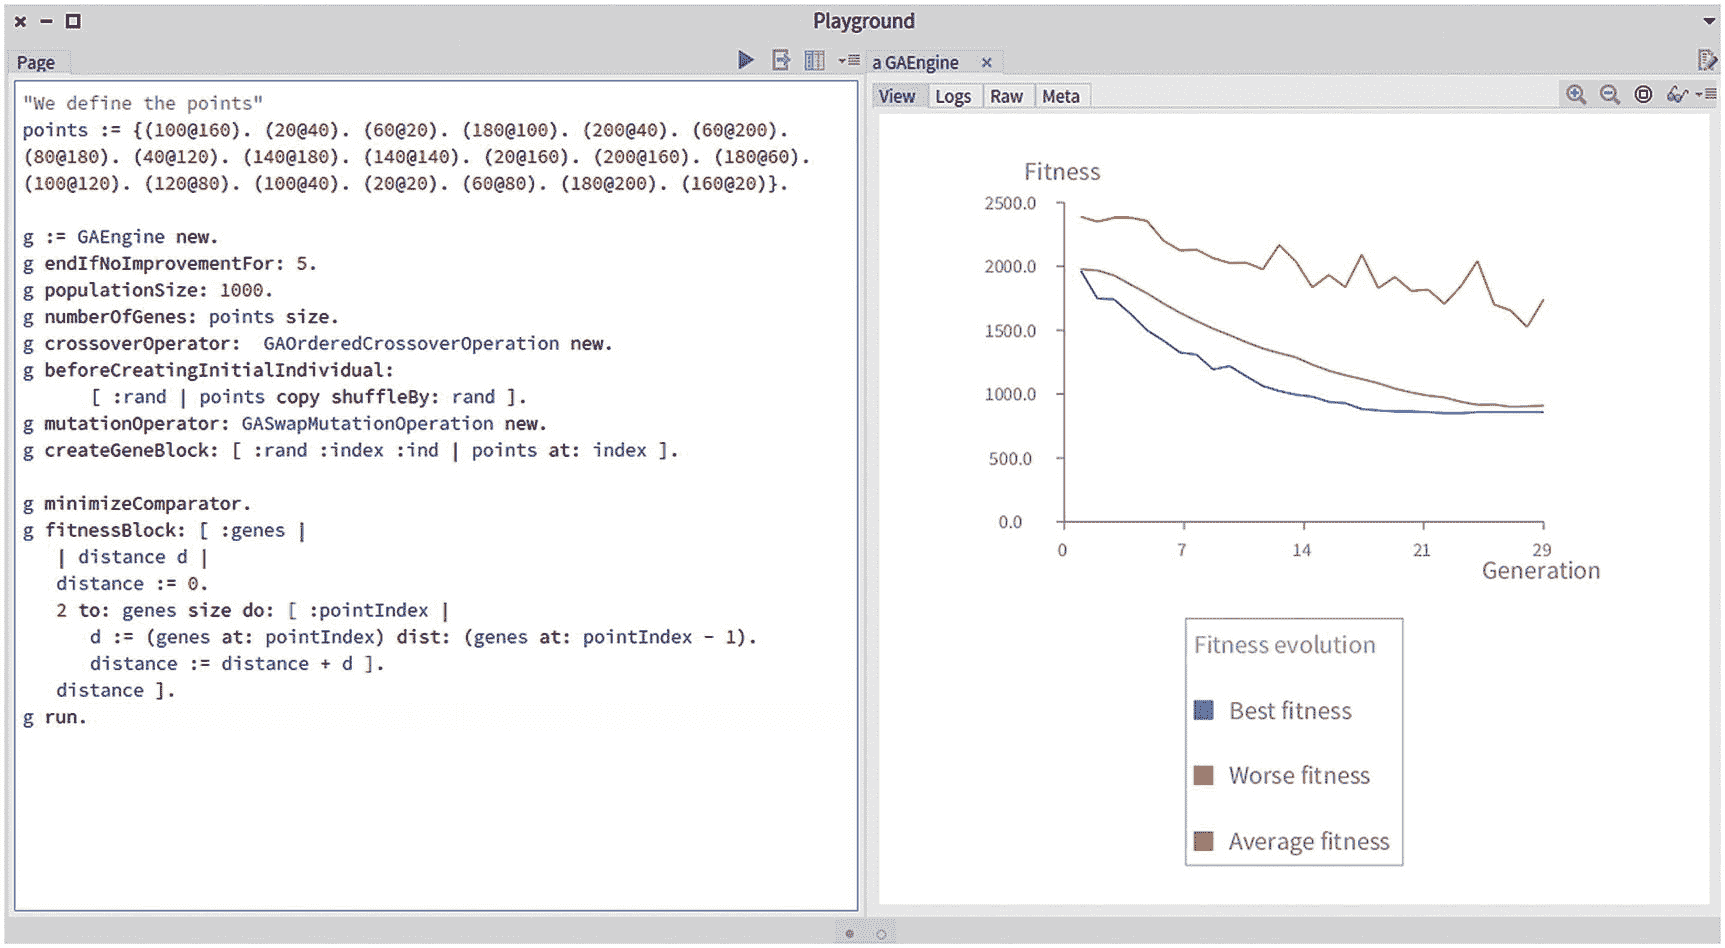 Playground
Page
"We define the points"
points := {(100@160). (20@40). (60@20). (180@100). (200@40). (60@200).
(80@180). (40@120). (140@180). (140@140). (20@160). (200@160). (180@60).
(100@120). (120@80). (100@40). (20@20). (60@80). (180@200). (160@20)}.
g := GAEngine new.
g endIfNoImprovementFor: 5.
g populationSize: 1000.
g numberOfGenes: points size.
g crossoverOperator:  GAOrderedCrossoverOperation new.
g beforeCreatingInitialIndividual:
[ :rand | points copy shuffleBy: rand ].
g mutationOperator: GASwapMutationOperation new.
g createGeneBlock: [ :rand :index :ind | points at: index ].
g minimizeComparator.
g fitnessBlock: [ :genes |
| distance d |
distance := 0.
2 to: genes size do: [ :pointIndex |
d := (genes at: pointIndex) dist: (genes at: pointIndex - 1).
distance := distance + d ].
distance ].
g run.
a GAEngine
View Logs Raw Meta
Fitness
2500.0
2000.0
1500.0
1000.0
500.0
0.0
0 7 14 21 29
Generation
Fitness evolution
Best fitness
Worse fitness
Average fitness